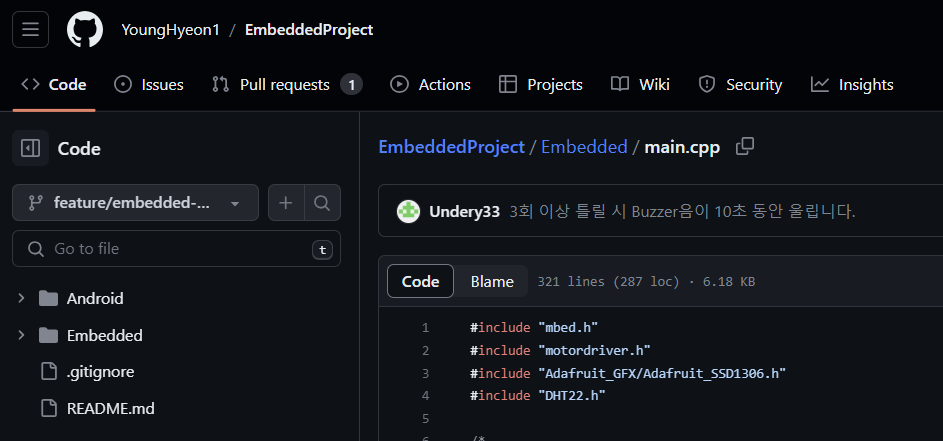 YoungHyeon1 / EmbeddedProject
Code Issues Pull requests 1 Actions Projects Wiki Security Insights
Code
feature/embedded-...
Go to file t
Android
Embedded
.gitignore
README.md
EmbeddedProject / Embedded / main.cpp
Undery33 3회 이상 틀릴 시 Buzzer음이 10초 동안 울립니다.
Code Blame 321 lines (287 loc) · 6.18 KB
1 #include "mbed.h"
2 #include "motordriver.h"
3 #include "Adafruit_GFX/Adafruit_SSD1306.h"
4 #include "DHT22.h"
5
6 /*